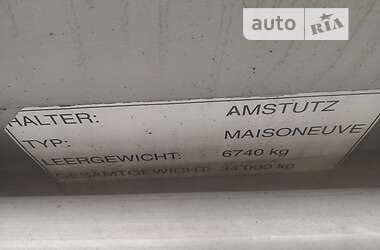 auto RIA
HALTER: AMSTUTZ
TYP: MAISONEUVE
LEERGEWICHT: 6740 kg
GESAMTGEWICHT: 34 000 kg